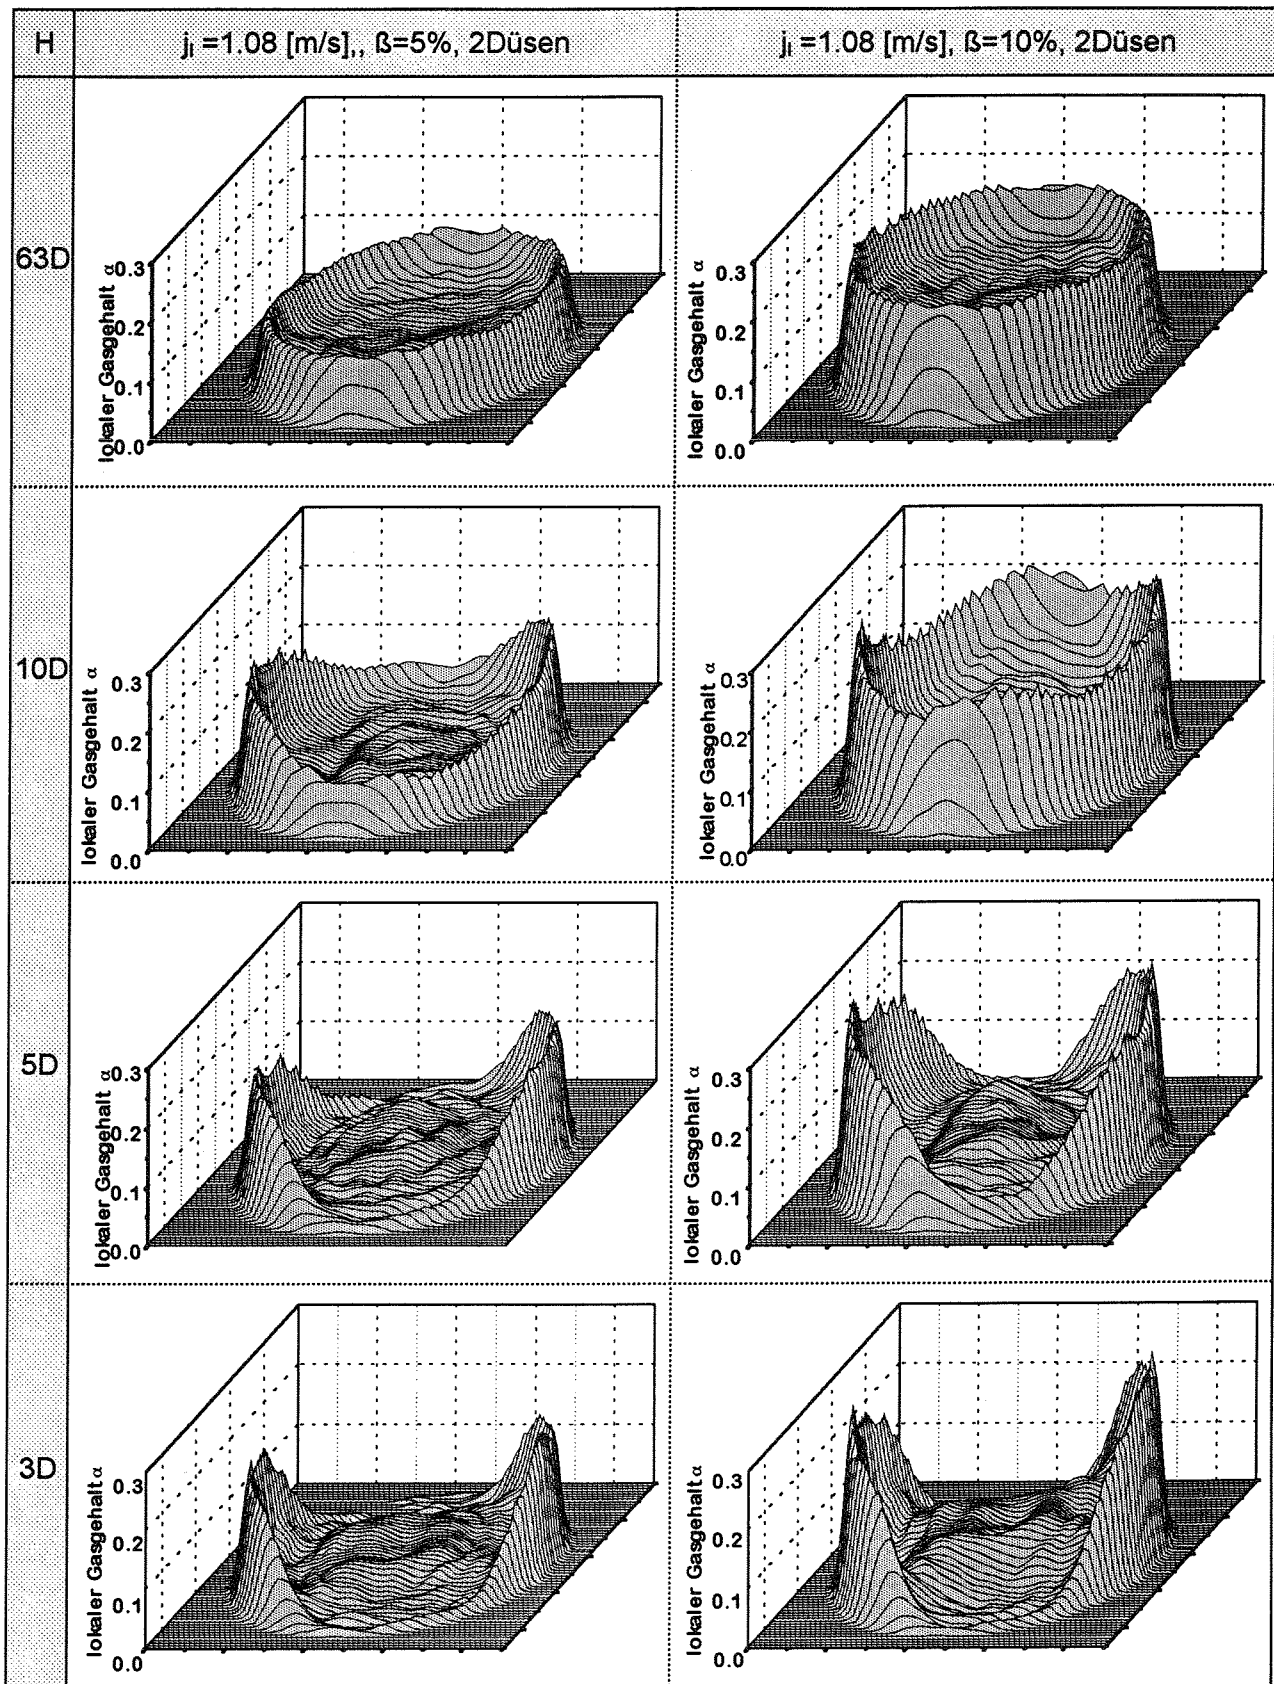 H
jl =1.08 [m/s],, ß=5%, 2Düsen
jl =1.08 [m/s], ß=10%, 2Düsen
63D
lokaler Gasgehalt α
0.3
0.2
0.1
0.0
lokaler Gasgehalt α
0.3
0.2
0.1
0.0
10D
lokaler Gasgehalt α
0.3
0.2
0.1
0.0
lokaler Gasgehalt α
0.3
0.2
0.1
0.0
5D
lokaler Gasgehalt α
0.3
0.2
0.1
0.0
lokaler Gasgehalt α
0.3
0.2
0.1
0.0
3D
lokaler Gasgehalt α
0.3
0.2
0.1
0.0
lokaler Gasgehalt α
0.3
0.2
0.1
0.0